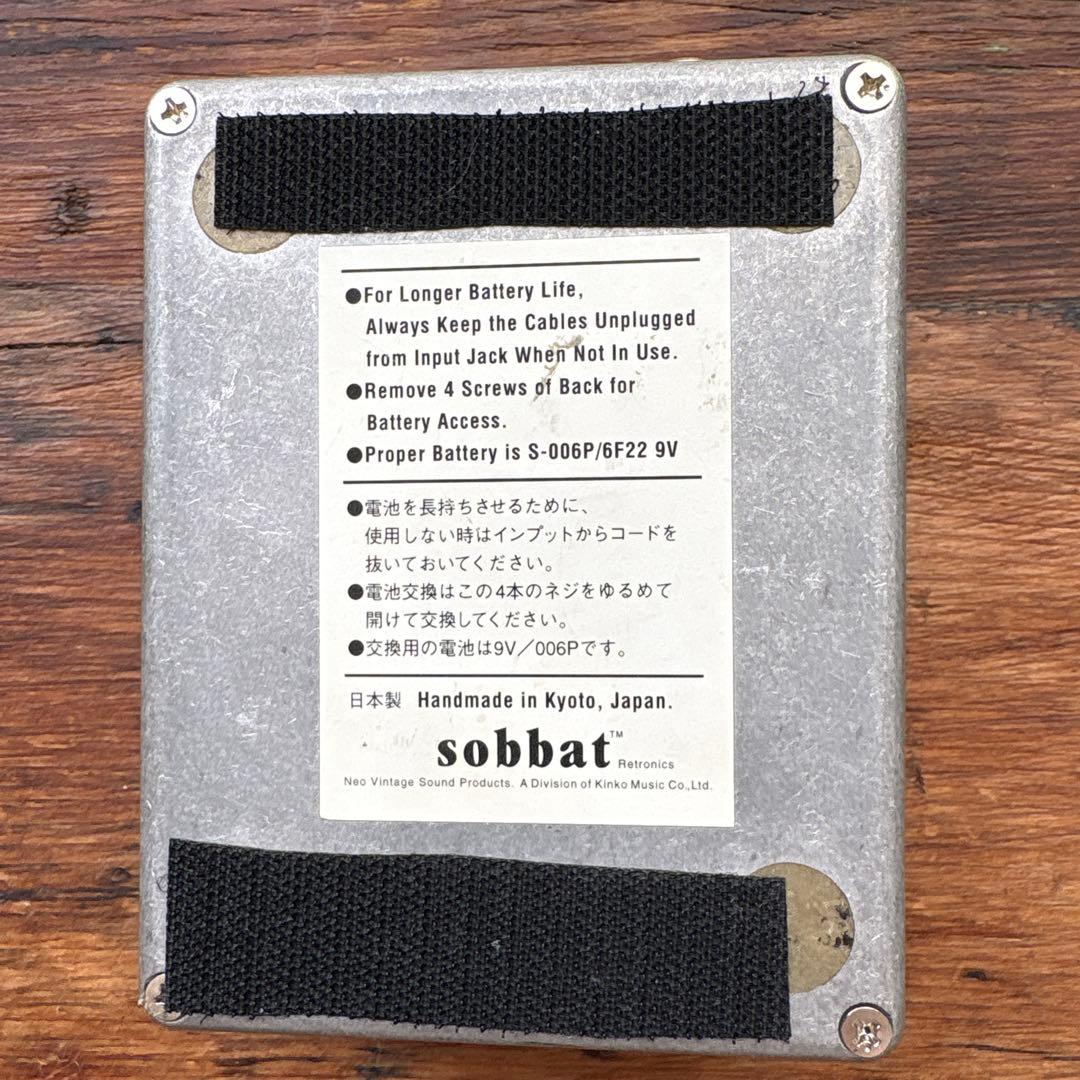 ●For Longer Battery Life,
Always Keep the Cables Unplugged
from Input Jack When Not In Use.
●Remove 4 Screws of Back for
Battery Access.
●Proper Battery is S-006P/6F22 9V
●電池を長持ちさせるために、
使用しない時はインプットからコードを
抜いておいてください。
●電池交換はこの4本のネジをゆるめて
開けて交換してください。
●交換用の電池は9V／006Pです。
日本製 Handmade in Kyoto, Japan.
sobbat™ Retronics
Neo Vintage Sound Products. A Division of Kinko Music Co.,Ltd.